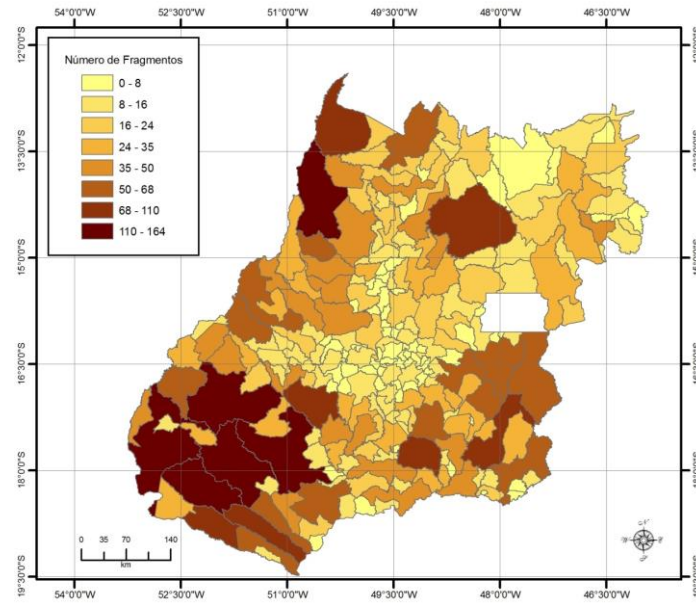 54°0'0"W 52°30'0"W 51°0'0"W 49°30'0"W 48°0'0"W 46°30'0"W
Número de Fragmentos
0 - 8
8 - 16
16 - 24
24 - 35
35 - 50
50 - 68
68 - 110
110 - 164
12°0'0"S
13°30'0"S
15°0'0"S
16°30'0"S
18°0'0"S
19°30'0"S
0 35 70 140
km
54°0'0"W 52°30'0"W 51°0'0"W 49°30'0"W 48°0'0"W 46°30'0"W